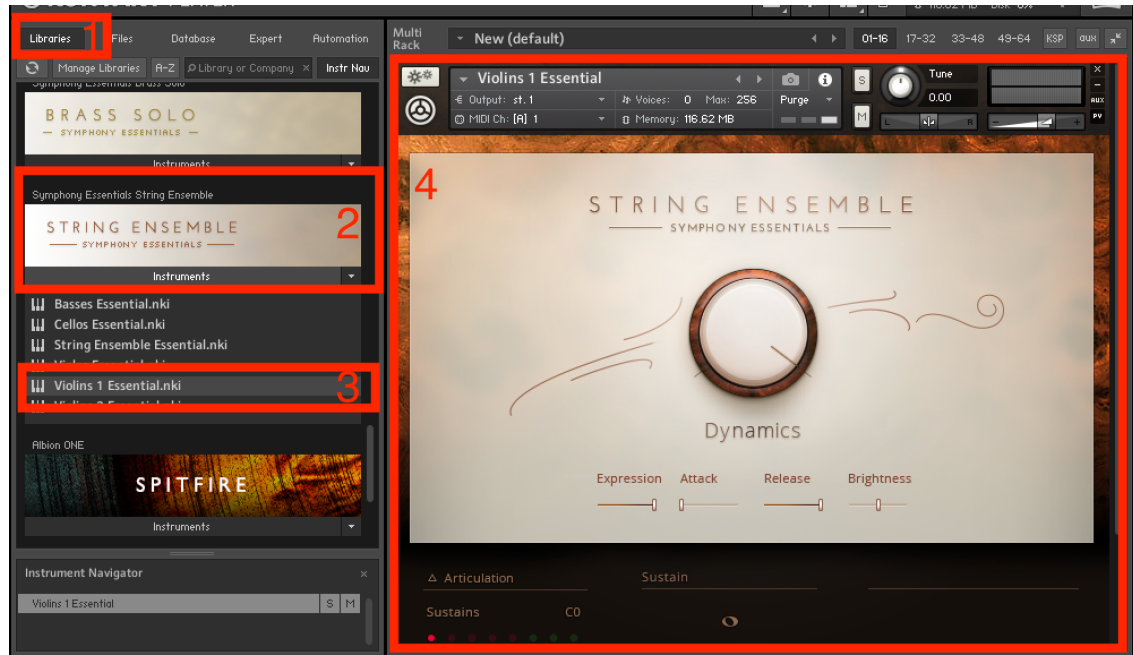 PLAYER
1
Libraries Files Database Expert Automation
Manage Libraries A-Z Library or Company × Instr Nav
Symphony Essentials Brass Solo
BRASS SOLO
SYMPHONY ESSENTIALS
Instruments
Symphony Essentials String Ensemble
STRING ENSEMBLE
SYMPHONY ESSENTIALS
2
Instruments
Basses Essential.nki
Cellos Essential.nki
String Ensemble Essential.nki
Violins 1 Essential.nki
3
Albion ONE
SPITFIRE
Instruments
Instrument Navigator ×
Violins 1 Essential S M
Multi
Rack
New (default) 01-16 17-32 33-48 49-64 KSP aux
Violins 1 Essential
Output: st.1 Voices: 0 Max: 256 Purge
MIDI Ch: [A] 1 Memory: 116.62 MB
S
M
Tune
0.00
L R
- +
×
-
AUX
PV
4
STRING ENSEMBLE
SYMPHONY ESSENTIALS
Dynamics
Expression Attack Release Brightness
Articulation Sustain
Sustains C0